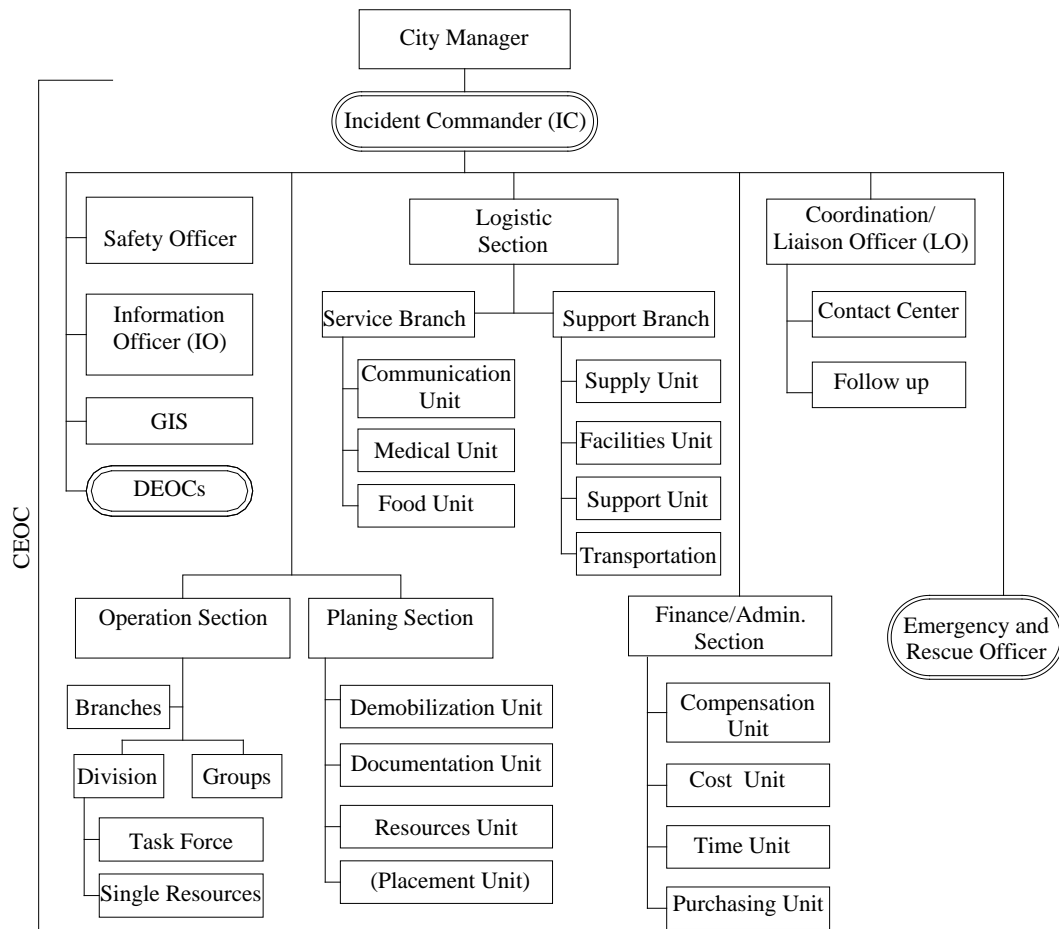 City Manager
Incident Commander (IC)
Safety Officer
Information
Officer (IO)
GIS
DEOCs
Logistic
Section
Service Branch
Communication
Unit
Medical Unit
Food Unit
Support Branch
Supply Unit
Facilities Unit
Support Unit
Transportation
Coordination/
Liaison Officer (LO)
Contact Center
Follow up
CEOC
Operation Section
Branches
Division
Groups
Task Force
Single Resources
Planing Section
Demobilization Unit
Documentation Unit
Resources Unit
(Placement Unit)
Finance/Admin.
Section
Compensation
Unit
Cost Unit
Time Unit
Purchasing Unit
Emergency and
Rescue Officer